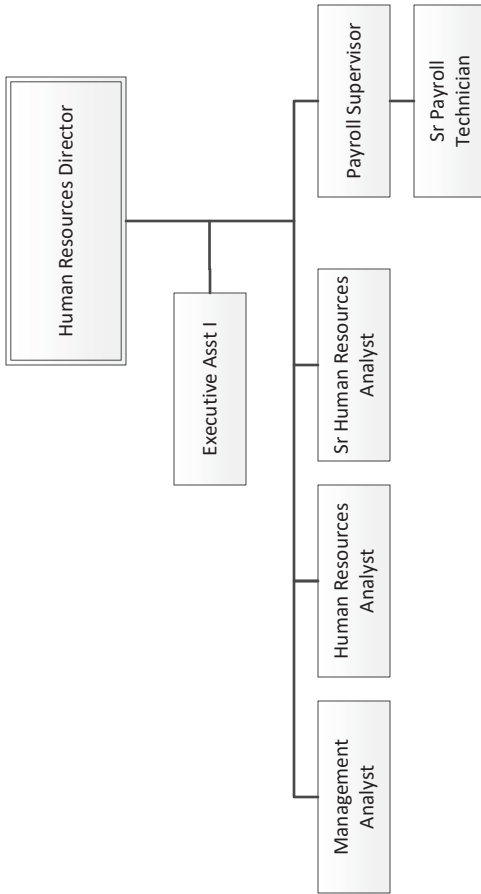 Human Resources Director
Executive Asst I
Management
Analyst
Human Resources
Analyst
Sr Human Resources
Analyst
Payroll Supervisor
Sr Payroll
Technician